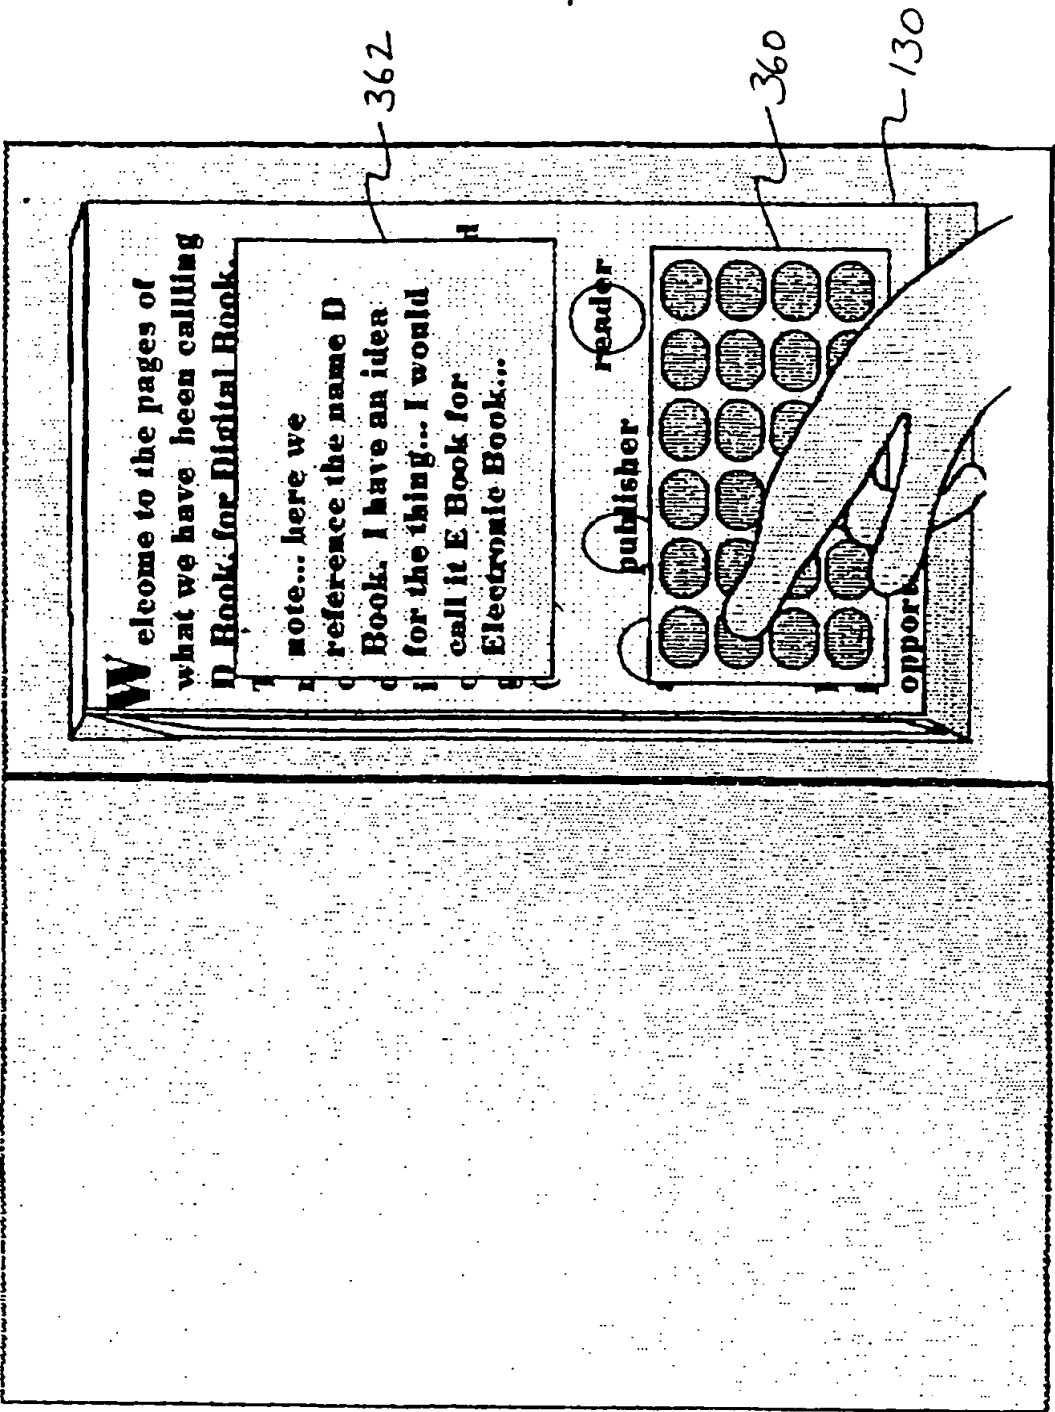 Welcome to the pages of
what we have been calling
D Book, for Digital Book.
note... here we
reference the name D
Book. I have an idea
for the thing... I would
call it E Book for
Electronic Book...
publisher reader
opport
362
360
130